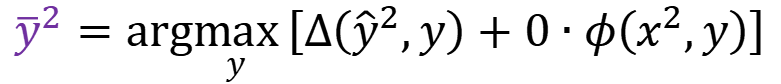 ȳ² = argmax [Δ(ŷ², y) + 0 · ϕ(x², y)]
y